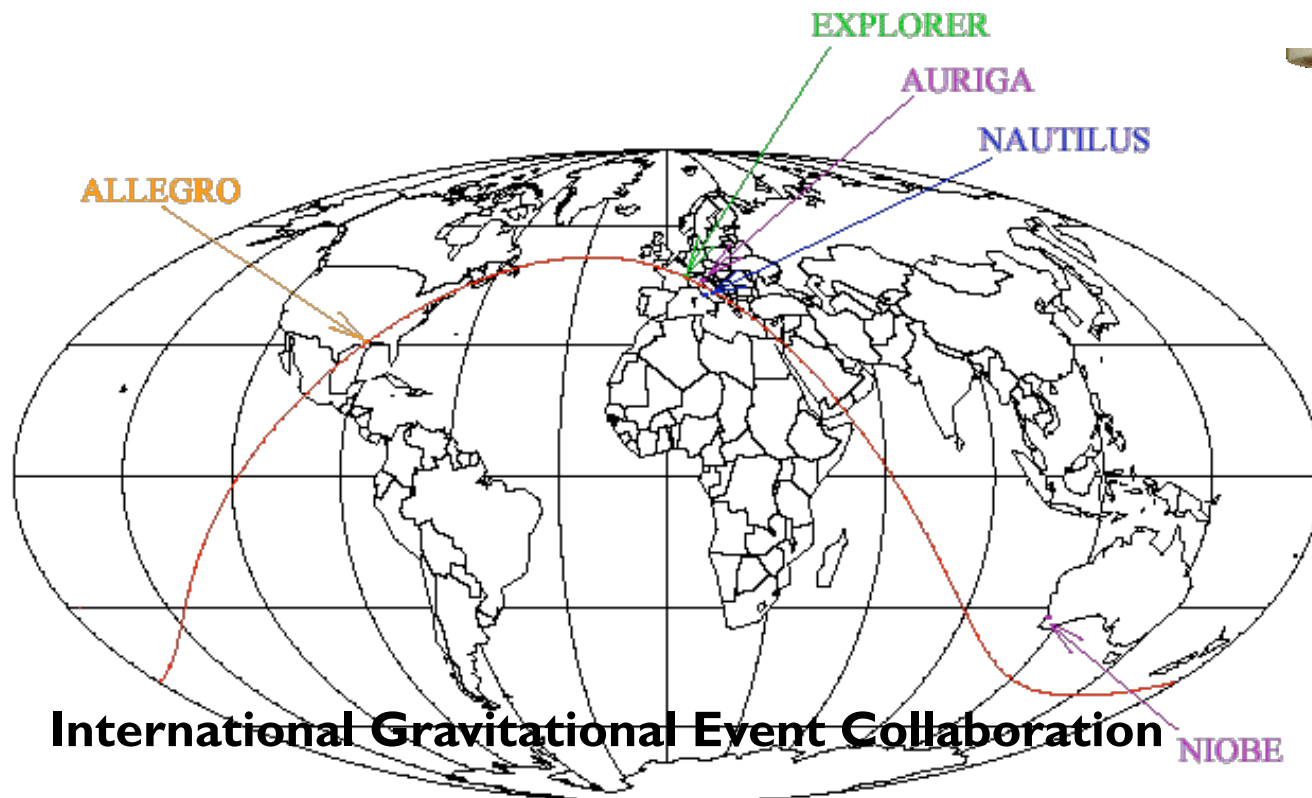 EXPLORER
AURIGA
NAUTILUS
ALLEGRO
International Gravitational Event Collaboration
NIOBE